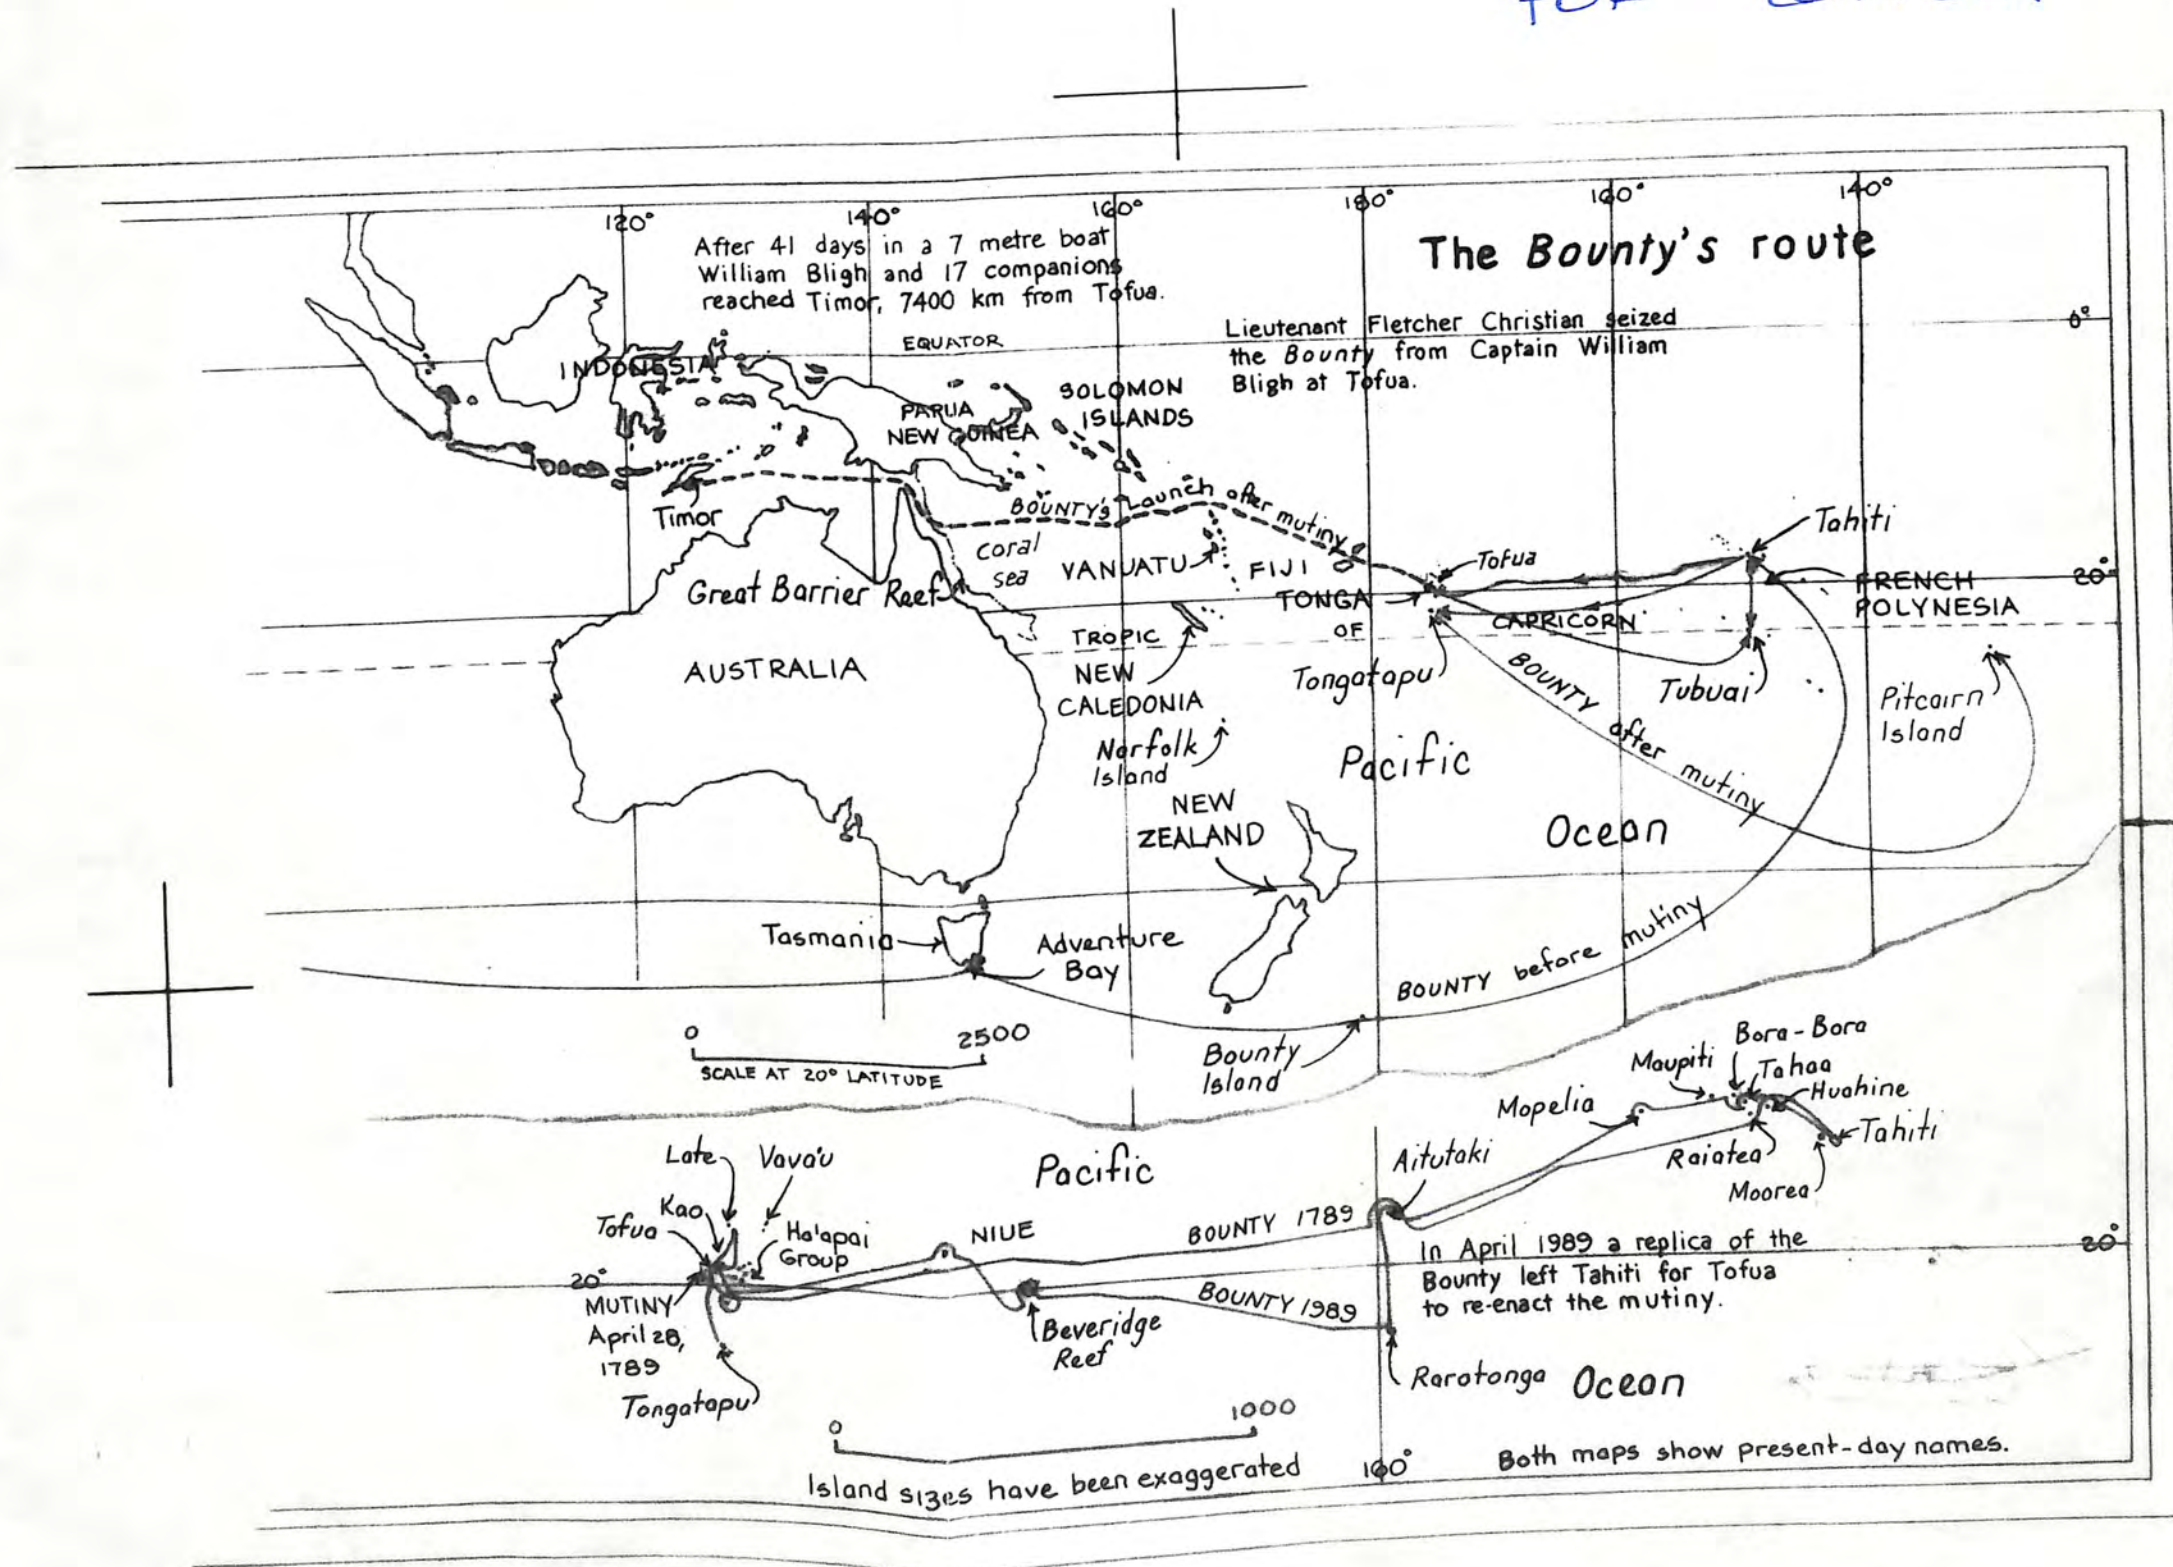 120°
140°
160°
180°
160°
140°
The Bounty's route
After 41 days in a 7 metre boat
William Bligh and 17 companions
reached Timor, 7400 km from Tofua.
Lieutenant Fletcher Christian seized
the Bounty from Captain William
Bligh at Tofua.
EQUATOR
0°
INDONESIA
PAPUA
NEW GUINEA
SOLOMON
ISLANDS
Timor
BOUNTY's Launch after mutiny
Coral
sea
VANUATU
FIJI
Tofua
Tahiti
Great Barrier Reef
TONGA
20°
FRENCH
POLYNESIA
TROPIC
OF
CAPRICORN
AUSTRALIA
NEW
CALEDONIA
Tongatapu
Tubuai
Pitcairn
Island
BOUNTY after mutiny
Norfolk
Island
Pacific
Ocean
NEW
ZEALAND
Tasmania
Adventure
Bay
BOUNTY before mutiny
Bounty
Island
0
2500
SCALE AT 20° LATITUDE
Maupiti
Bora-Bora
Tahaa
Huahine
Mopelia
Tahiti
Raiatea
Moorea
Aitutaki
Late
Vava'u
Pacific
Kao
Tofua
Ha'apai
Group
NIUE
BOUNTY 1789
20°
20°
MUTINY
April 28,
1789
Tongatapu
Beveridge
Reef
BOUNTY 1989
In April 1989 a replica of the
Bounty left Tahiti for Tofua
to re-enact the mutiny.
Rarotonga
Ocean
0
1000
Island sizes have been exaggerated
160°
Both maps show present-day names.